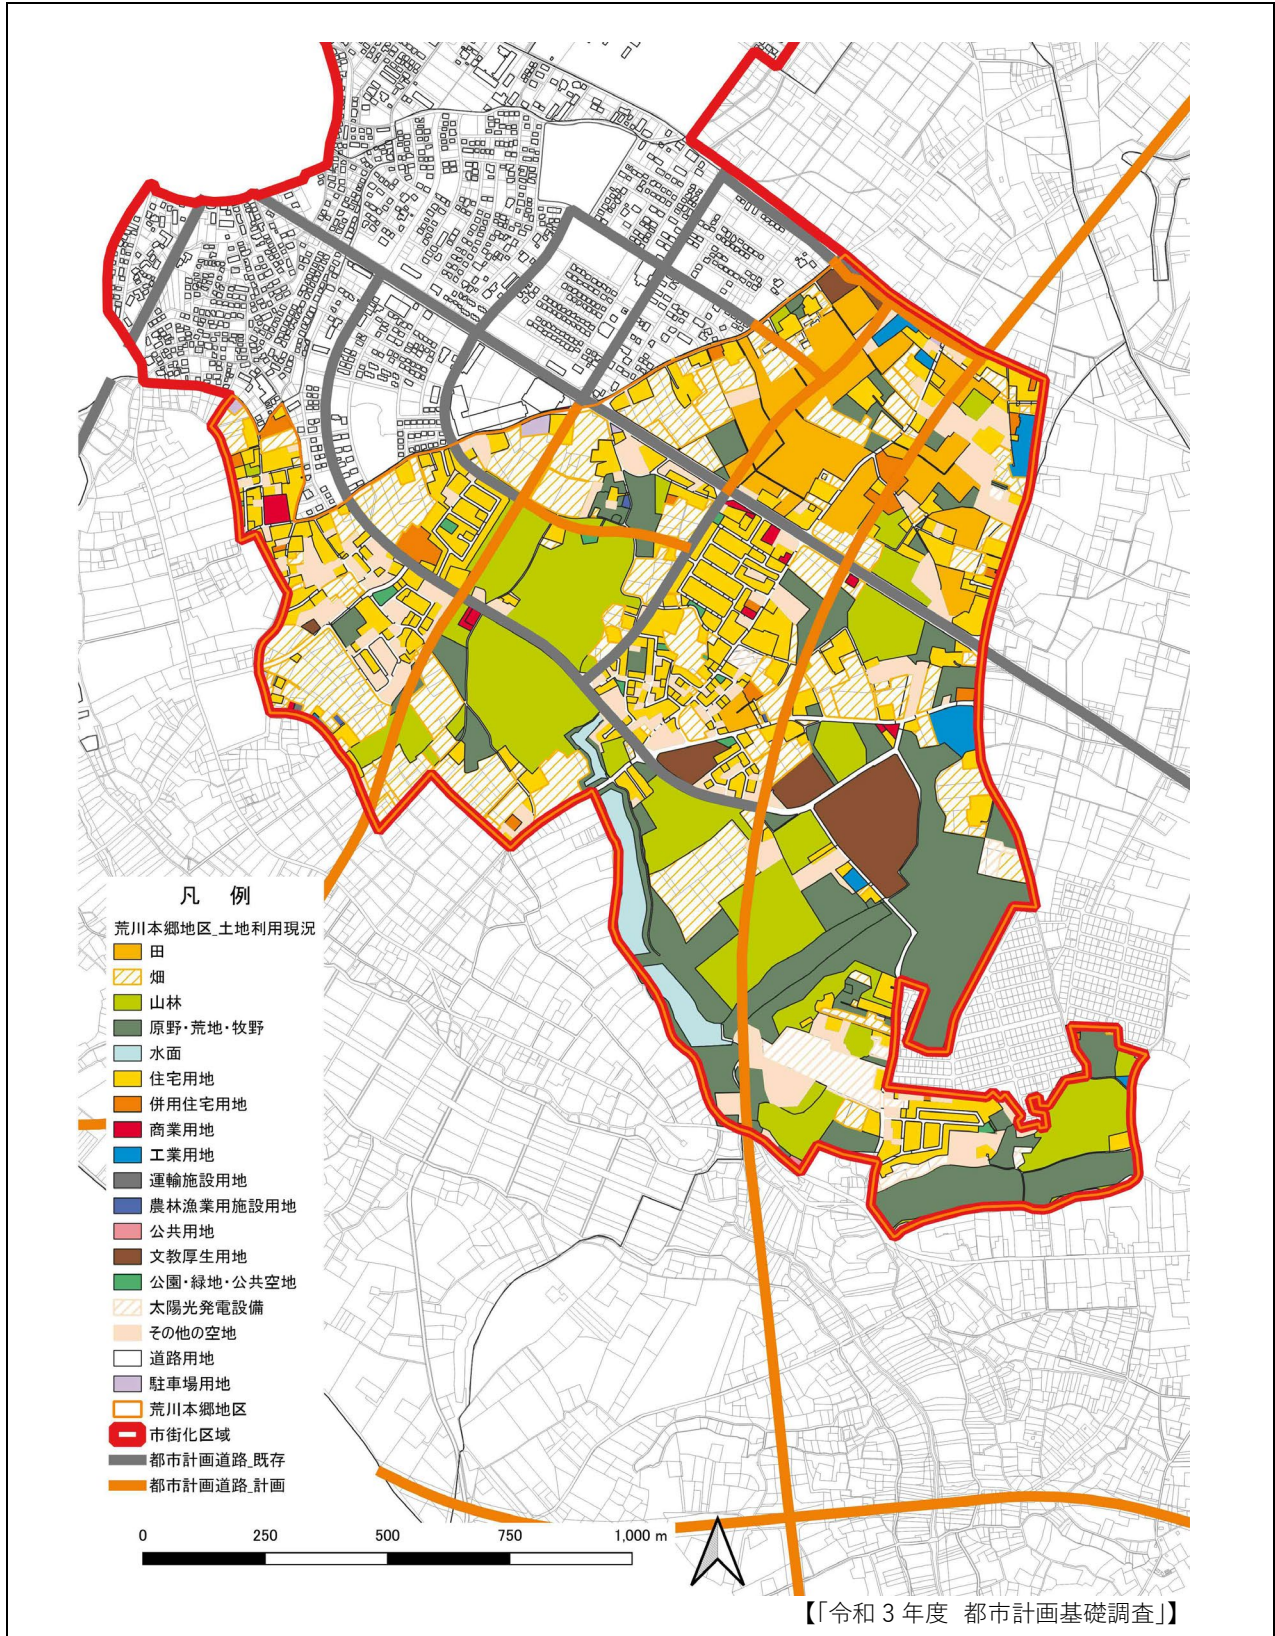 凡 例
荒川本郷地区_土地利用現況
田
畑
山林
原野・荒地・牧野
水面
住宅用地
併用住宅用地
商業用地
工業用地
運輸施設用地
農林漁業用施設用地
公共用地
文教厚生用地
公園・緑地・公共空地
太陽光発電設備
その他の空地
道路用地
駐車場用地
荒川本郷地区
市街化区域
都市計画道路_既存
都市計画道路_計画
0 250 500 750 1,000 m
【「令和3年度 都市計画基礎調査」】